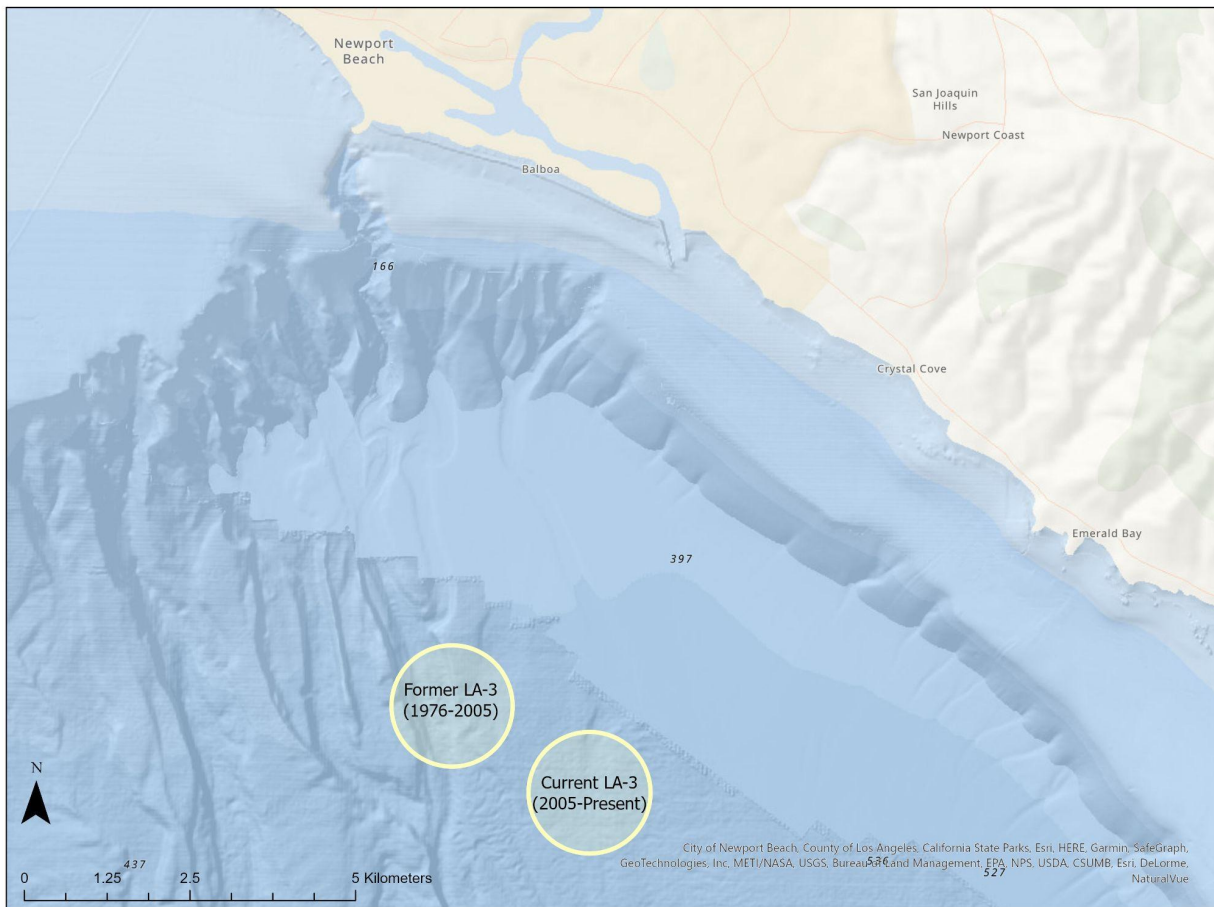 Newport
Beach
San Joaquin
Hills
Newport Coast
Balboa
166
Crystal Cove
Emerald Bay
397
Former LA-3
(1976-2005)
Current LA-3
(2005-Present)
N
437
0 1.25 2.5 5 Kilometers
City of Newport Beach, County of Los Angeles, California State Parks, Esri, HERE, Garmin, SafeGraph,
GeoTechnologies, Inc, METI/NASA, USGS, Bureau of Land Management, EPA, NPS, USDA, CSUMB, Esri, DeLorme,
NaturalVue
536
527